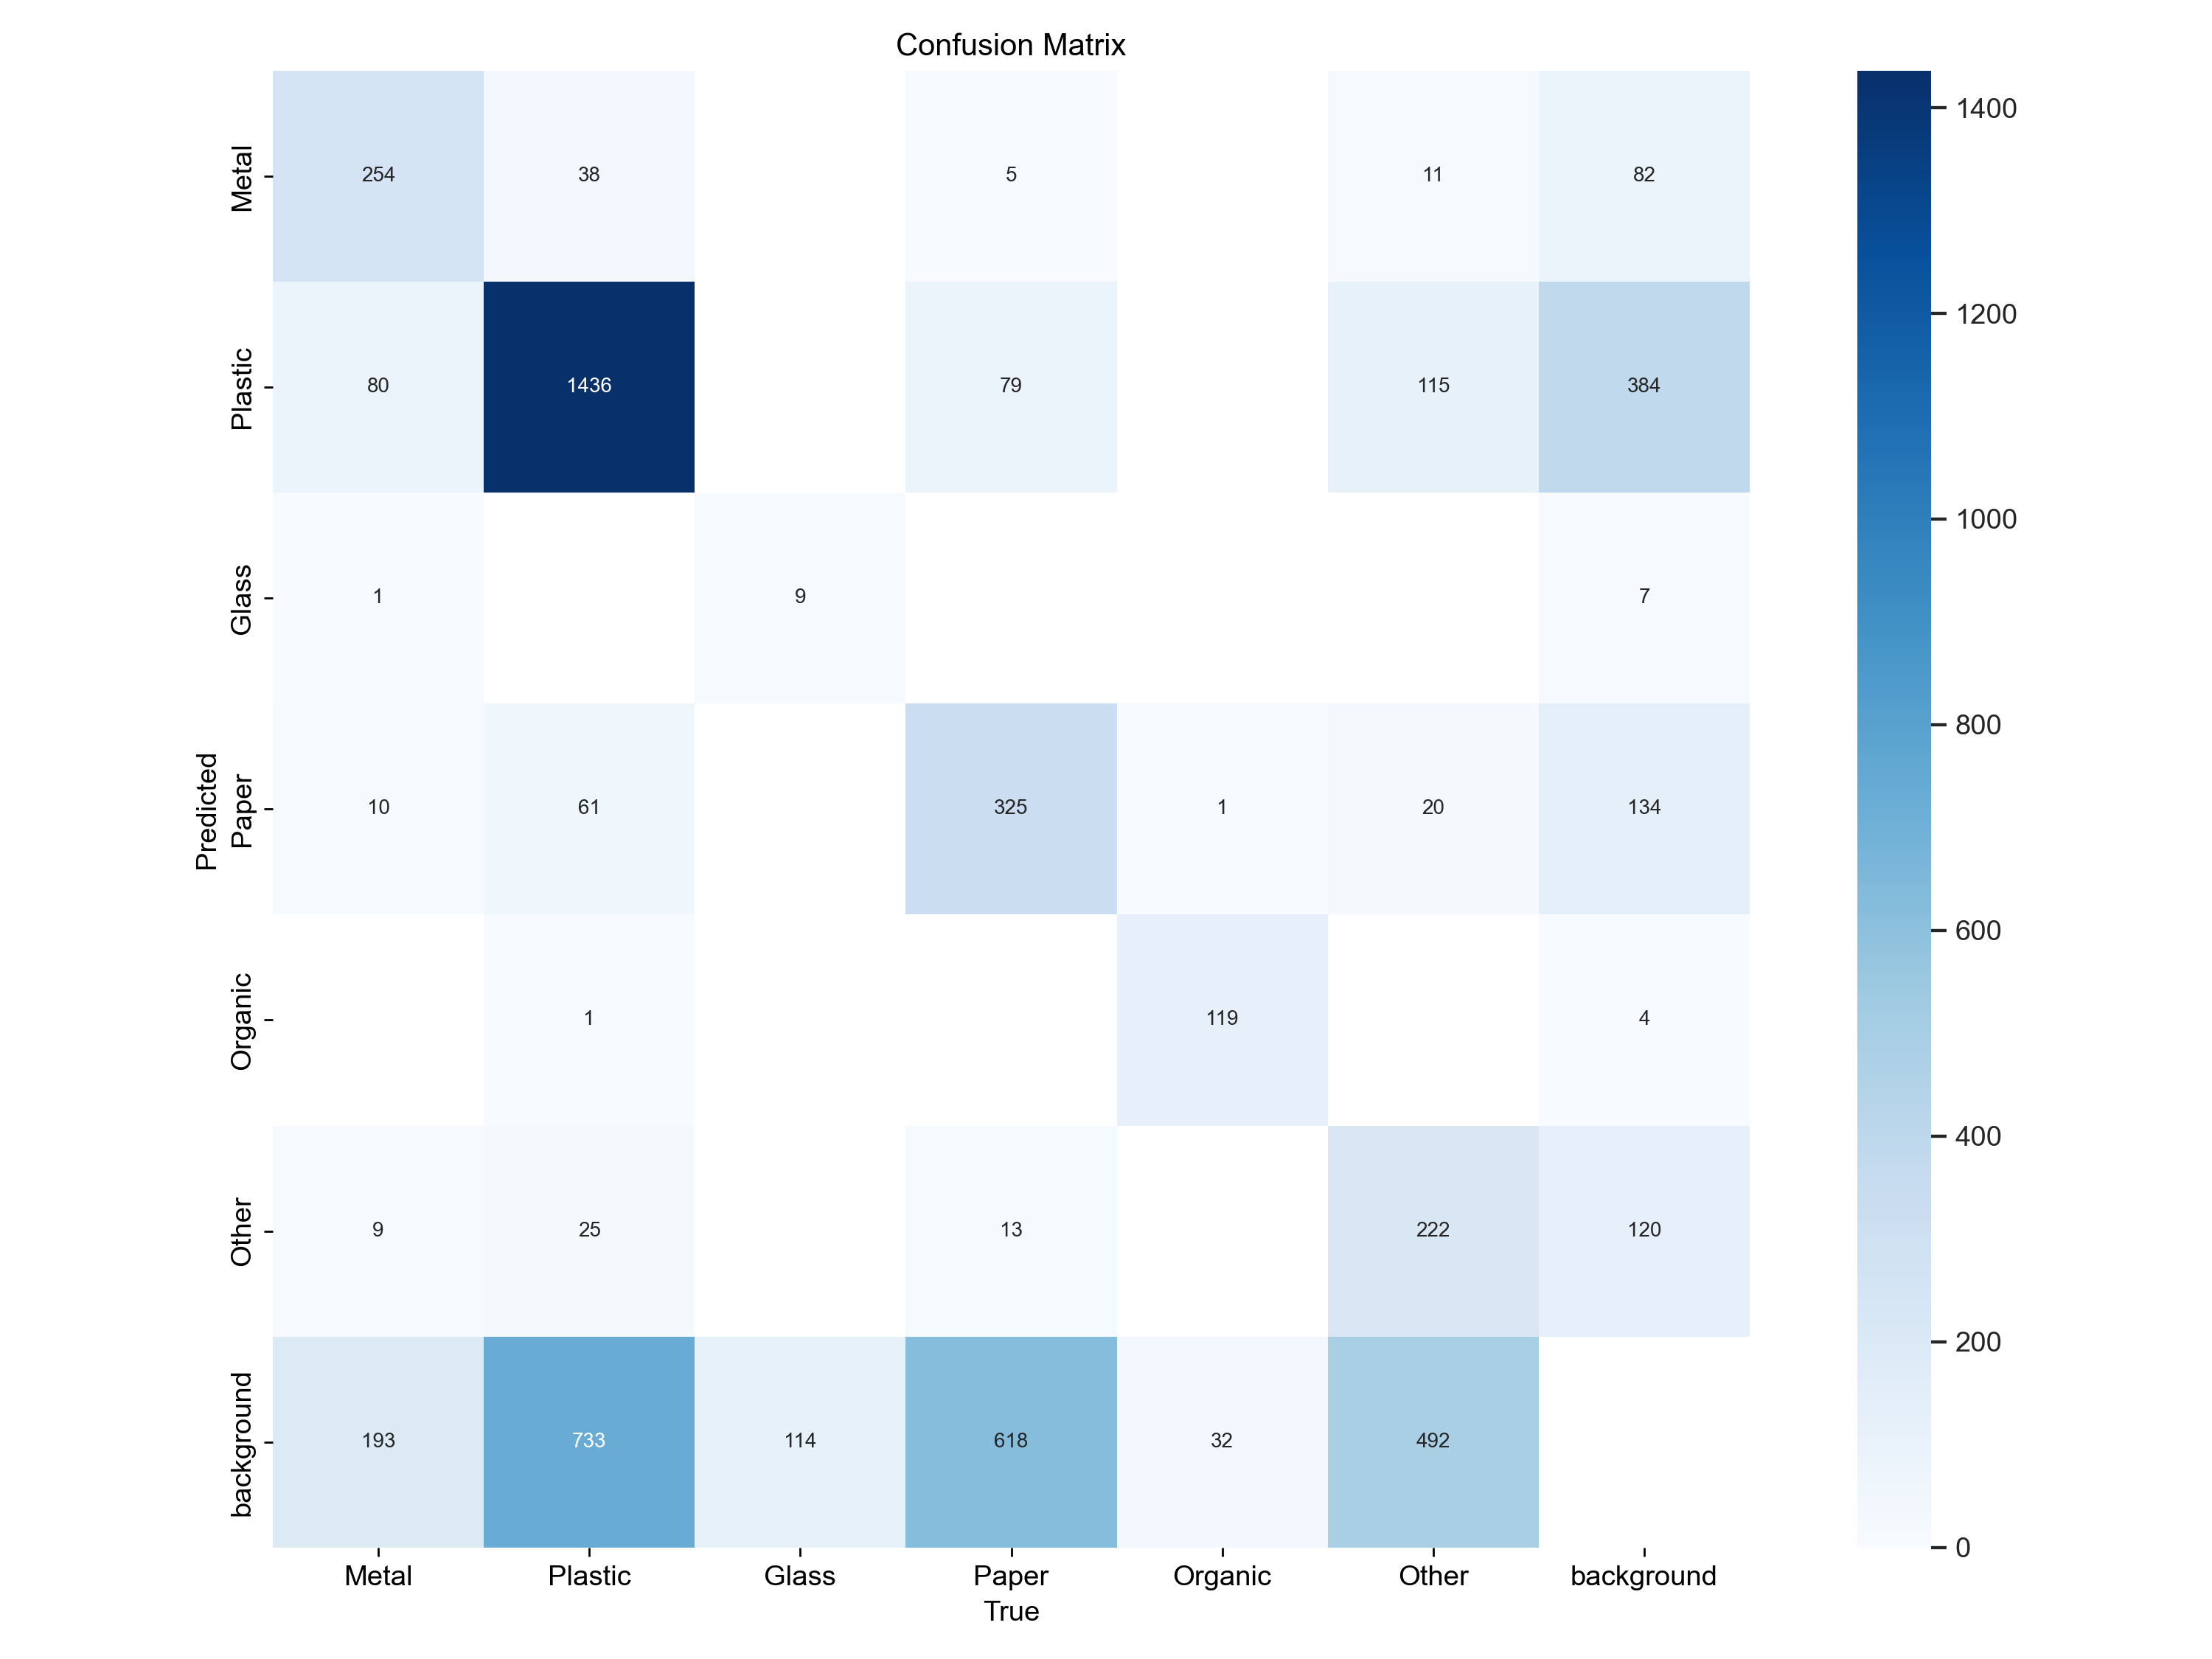 Confusion Matrix
Metal 254 38 5 11 82
Plastic 80 1436 79 115 384
Glass 1 9 7
Paper 10 61 325 1 20 134
Organic 1 119 4
Other 9 25 13 222 120
background 193 733 114 618 32 492
Predicted
Metal Plastic Glass Paper Organic Other background
True
1400
1200
1000
800
600
400
200
0